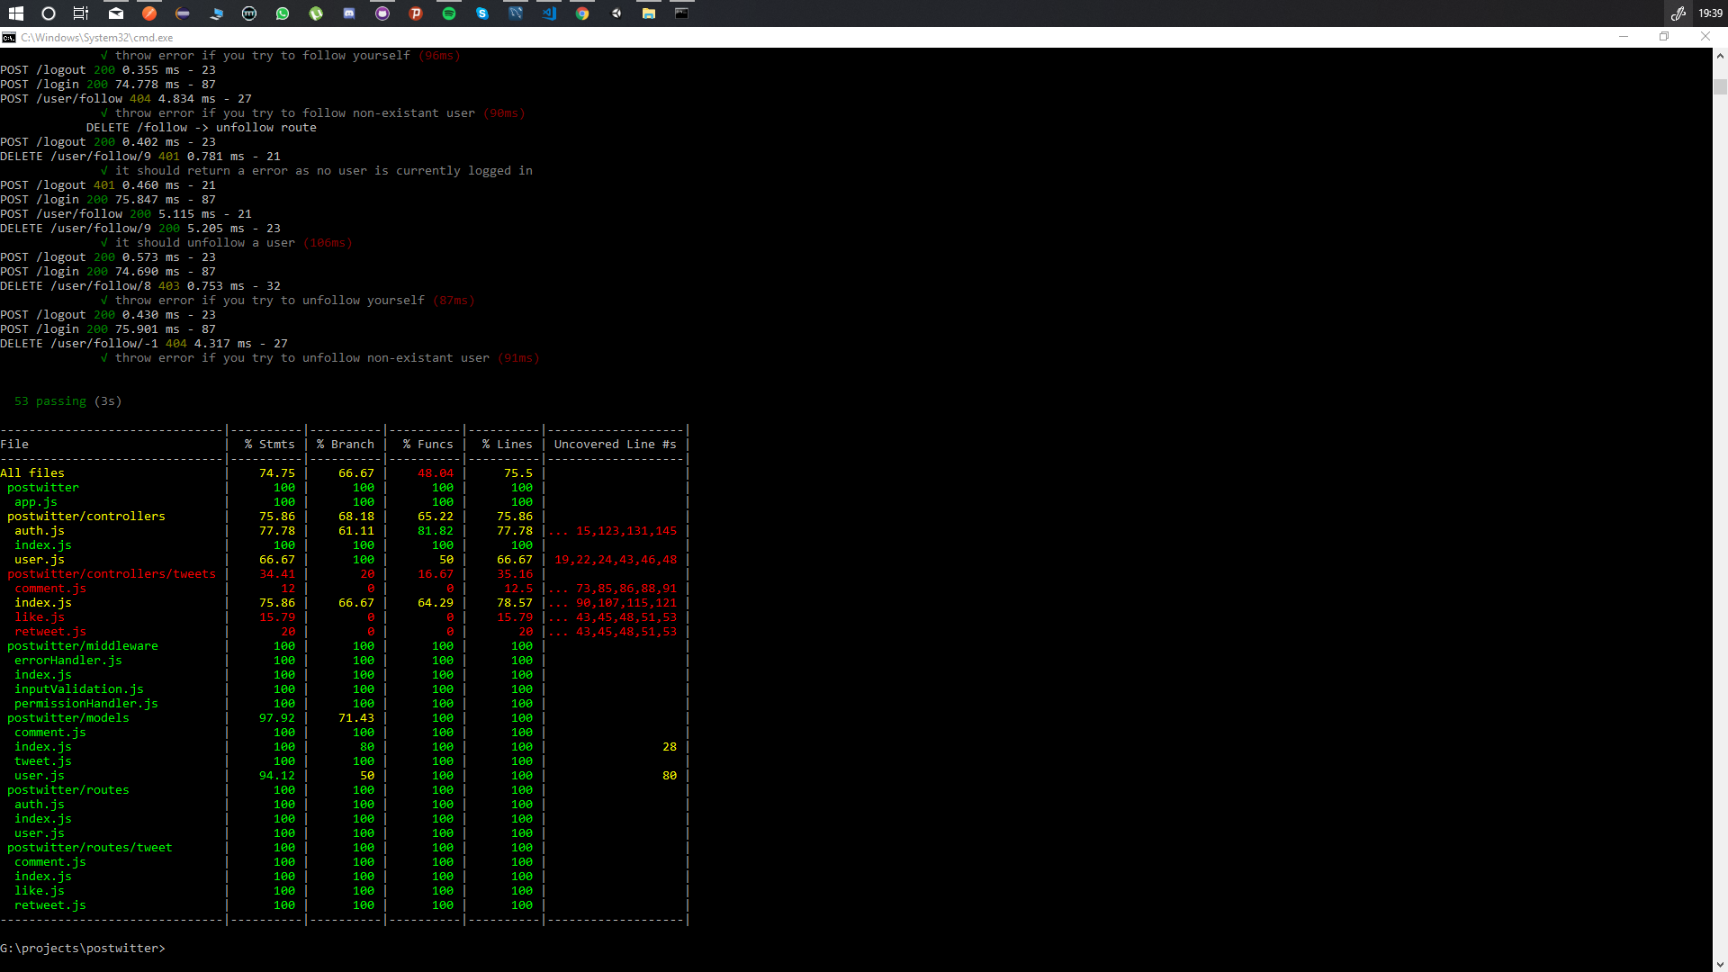 19:39
C:\Windows\System32\cmd.exe
√ throw error if you try to follow yourself (96ms)
POST /logout 200 0.355 ms - 23
POST /login 200 74.778 ms - 87
POST /user/follow 404 4.834 ms - 27
√ throw error if you try to follow non-existant user (90ms)
DELETE /follow -> unfollow route
POST /logout 200 0.402 ms - 23
DELETE /user/follow/9 401 0.781 ms - 21
√ it should return a error as no user is currently logged in
POST /logout 401 0.460 ms - 21
POST /login 200 75.847 ms - 87
POST /user/follow 200 5.115 ms - 21
DELETE /user/follow/9 200 5.205 ms - 23
√ it should unfollow a user (106ms)
POST /logout 200 0.573 ms - 23
POST /login 200 74.690 ms - 87
DELETE /user/follow/8 403 0.753 ms - 32
√ throw error if you try to unfollow yourself (87ms)
POST /logout 200 0.430 ms - 23
POST /login 200 75.901 ms - 87
DELETE /user/follow/-1 404 4.317 ms - 27
√ throw error if you try to unfollow non-existant user (91ms)
53 passing (3s)
-------------------------------|----------|----------|----------|----------|-------------------|
File | % Stmts | % Branch | % Funcs | % Lines | Uncovered Line #s |
-------------------------------|----------|----------|----------|----------|-------------------|
All files | 74.75 | 66.67 | 48.04 | 75.5 | |
postwitter | 100 | 100 | 100 | 100 | |
app.js | 100 | 100 | 100 | 100 | |
postwitter/controllers | 75.86 | 68.18 | 65.22 | 75.86 | |
auth.js | 77.78 | 61.11 | 81.82 | 77.78 |... 15,123,131,145 |
index.js | 100 | 100 | 100 | 100 | |
user.js | 66.67 | 100 | 50 | 66.67 | 19,22,24,43,46,48 |
postwitter/controllers/tweets | 34.41 | 20 | 16.67 | 35.16 | |
comment.js | 12 | 0 | 0 | 12.5 |... 73,85,86,88,91 |
index.js | 75.86 | 66.67 | 64.29 | 78.57 |... 90,107,115,121 |
like.js | 15.79 | 0 | 0 | 15.79 |... 43,45,48,51,53 |
retweet.js | 20 | 0 | 0 | 20 |... 43,45,48,51,53 |
postwitter/middleware | 100 | 100 | 100 | 100 | |
errorHandler.js | 100 | 100 | 100 | 100 | |
index.js | 100 | 100 | 100 | 100 | |
inputValidation.js | 100 | 100 | 100 | 100 | |
permissionHandler.js | 100 | 100 | 100 | 100 | |
postwitter/models | 97.92 | 71.43 | 100 | 100 | |
comment.js | 100 | 100 | 100 | 100 | |
index.js | 100 | 80 | 100 | 100 | 28 |
tweet.js | 100 | 100 | 100 | 100 | |
user.js | 94.12 | 50 | 100 | 100 | 80 |
postwitter/routes | 100 | 100 | 100 | 100 | |
auth.js | 100 | 100 | 100 | 100 | |
index.js | 100 | 100 | 100 | 100 | |
user.js | 100 | 100 | 100 | 100 | |
postwitter/routes/tweet | 100 | 100 | 100 | 100 | |
comment.js | 100 | 100 | 100 | 100 | |
index.js | 100 | 100 | 100 | 100 | |
like.js | 100 | 100 | 100 | 100 | |
retweet.js | 100 | 100 | 100 | 100 | |
-------------------------------|----------|----------|----------|----------|-------------------|
G:\projects\postwitter>